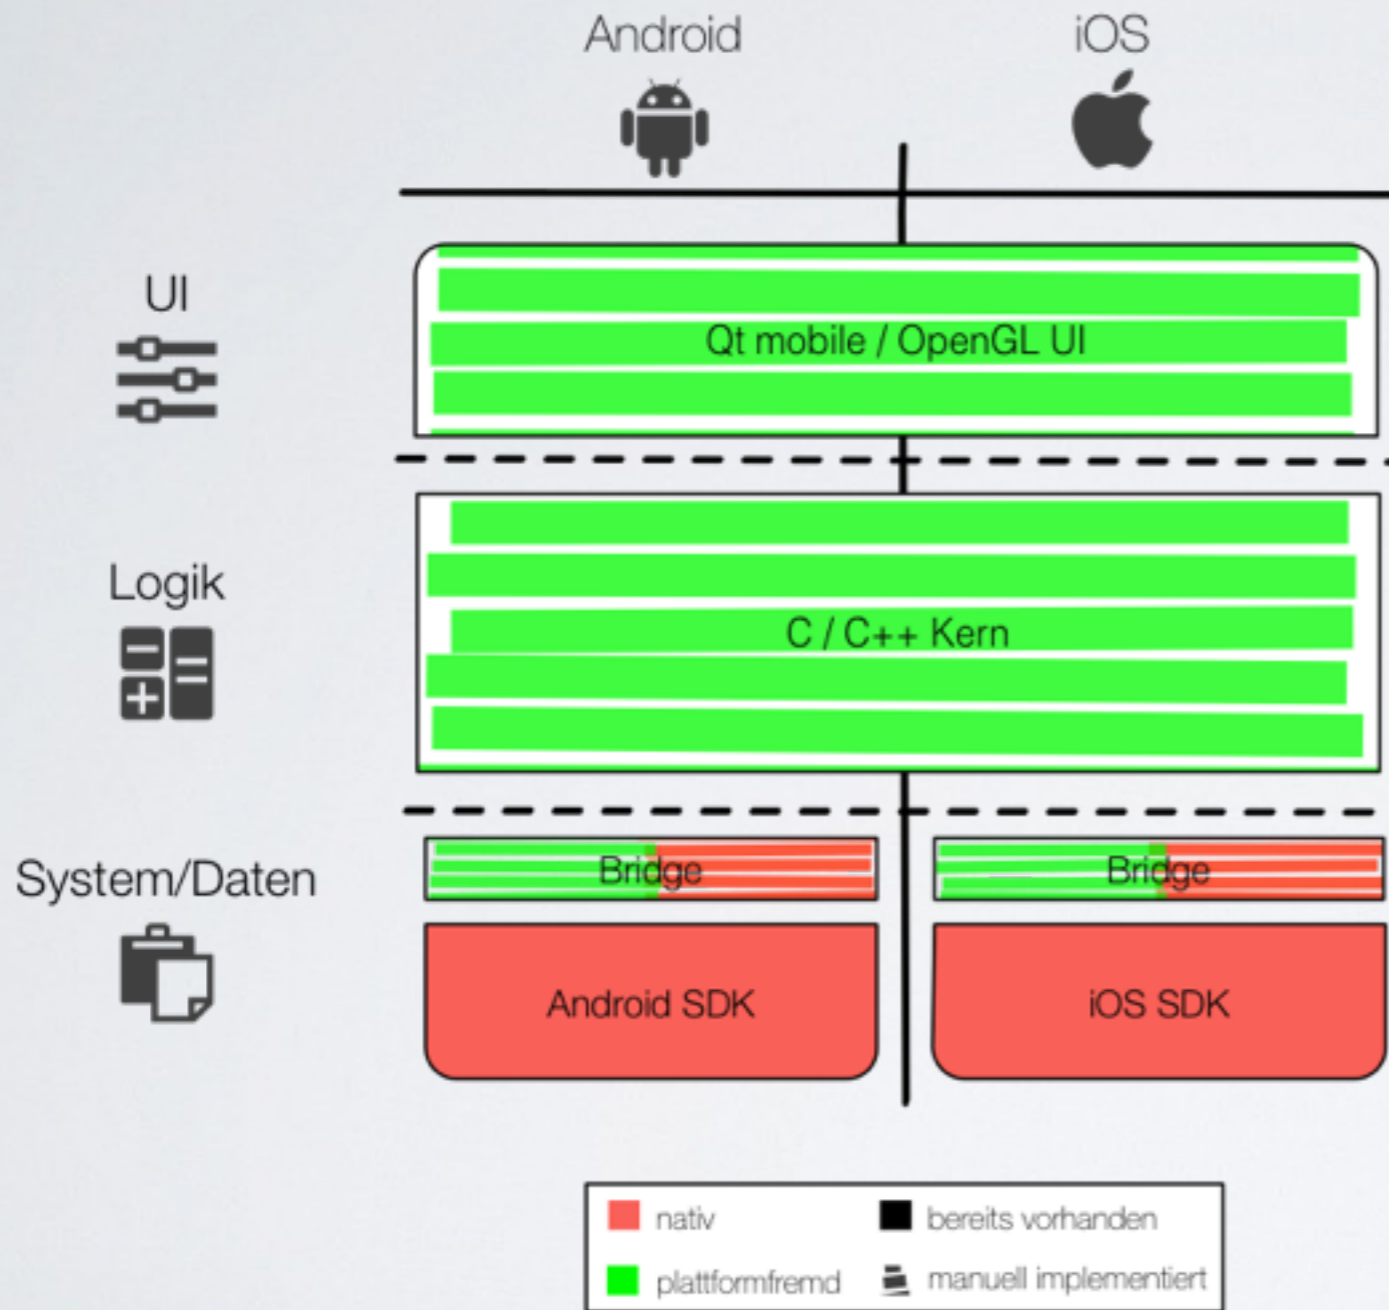 Android
iOS
UI
Qt mobile / OpenGL UI
Logik
C / C++ Kern
System/Daten
Bridge
Bridge
Android SDK
iOS SDK
nativ
bereits vorhanden
plattformfremd
manuell implementiert